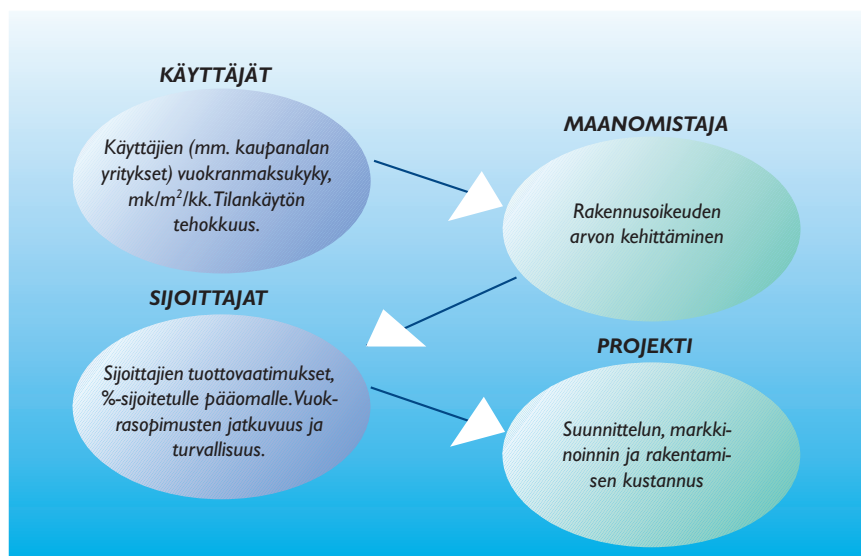 KÄYTTÄJÄT
Käyttäjien (mm. kaupanalan
yritykset) vuokranmaksukyky,
mk/m²/kk. Tilankäytön
tehokkuus.
MAANOMISTAJA
Rakennusoikeuden
arvon kehittäminen
SIJOITTAJAT
Sijoittajien tuottovaatimukset,
%-sijoitetulle pääomalle. Vuok-
rasopimusten jatkuvuus ja
turvallisuus.
PROJEKTI
Suunnittelun, markki-
noinnin ja rakentami-
sen kustannus